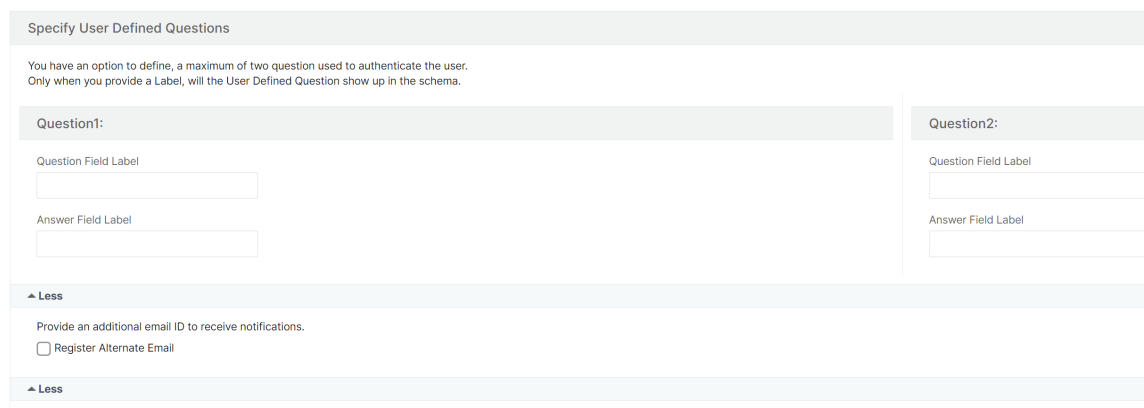 Specify User Defined Questions
You have an option to define, a maximum of two question used to authenticate the user.
Only when you provide a Label, will the User Defined Question show up in the schema.
Question1:
Question Field Label
Answer Field Label
Question2:
Question Field Label
Answer Field Label
Less
Provide an additional email ID to receive notifications.
Register Alternate Email
Less